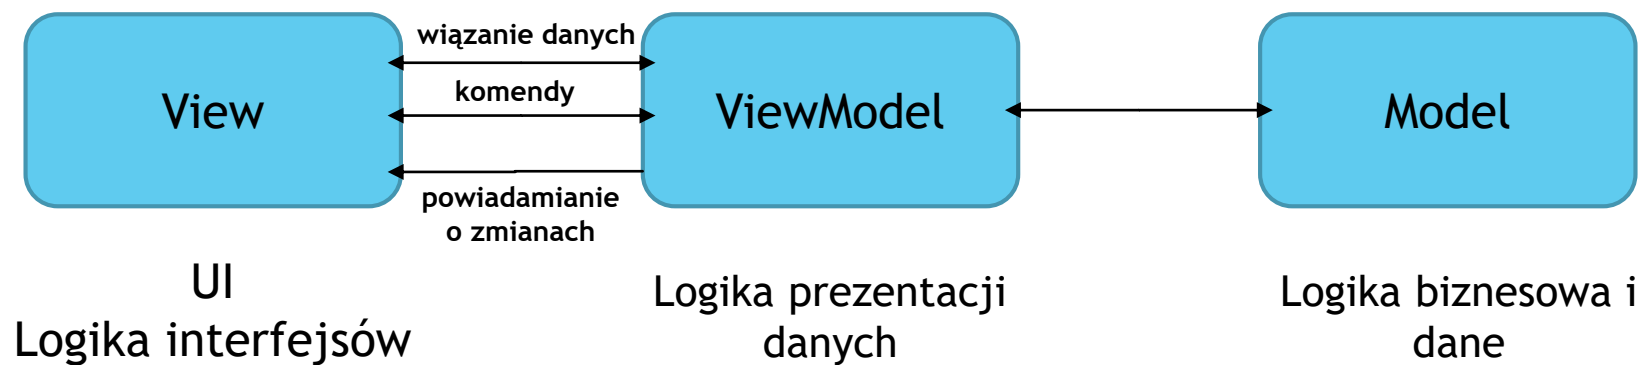 wiązanie danych
komendy
View
ViewModel
Model
powiadamianie
o zmianach
UI
Logika interfejsów
Logika prezentacji
danych
Logika biznesowa i
dane